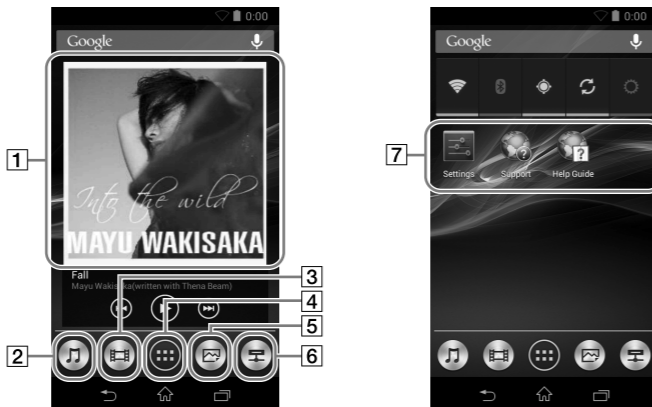 0:00
Google
Into the wild
MAYU WAKISAKA
Fall
Mayu Wakisaka(written with Thena Beam)
1
2
3
4
5
6
0:00
Google
7
Settings
Support
Help Guide